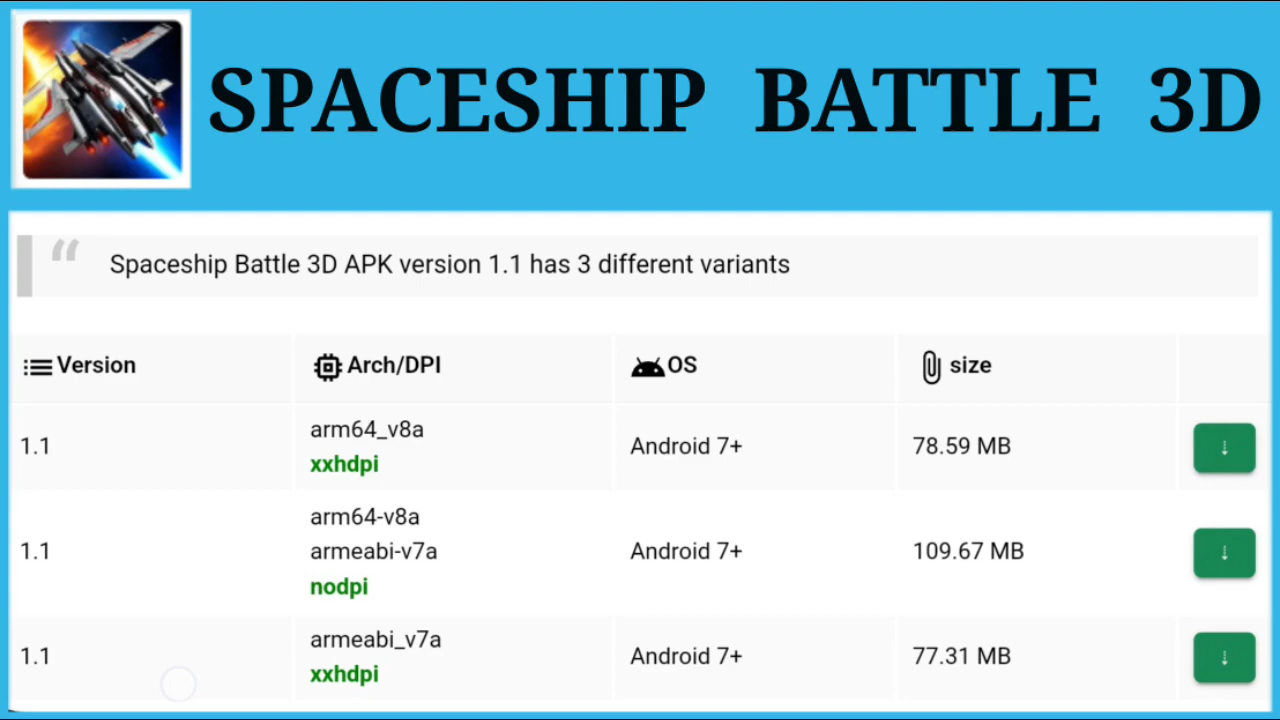 SPACESHIP BATTLE 3D
“ Spaceship Battle 3D APK version 1.1 has 3 different variants
Version Arch/DPI OS size
1.1 arm64_v8a xxhdpi Android 7+ 78.59 MB ↓
1.1 arm64-v8a armeabi-v7a nodpi Android 7+ 109.67 MB ↓
1.1 armeabi_v7a xxhdpi Android 7+ 77.31 MB ↓